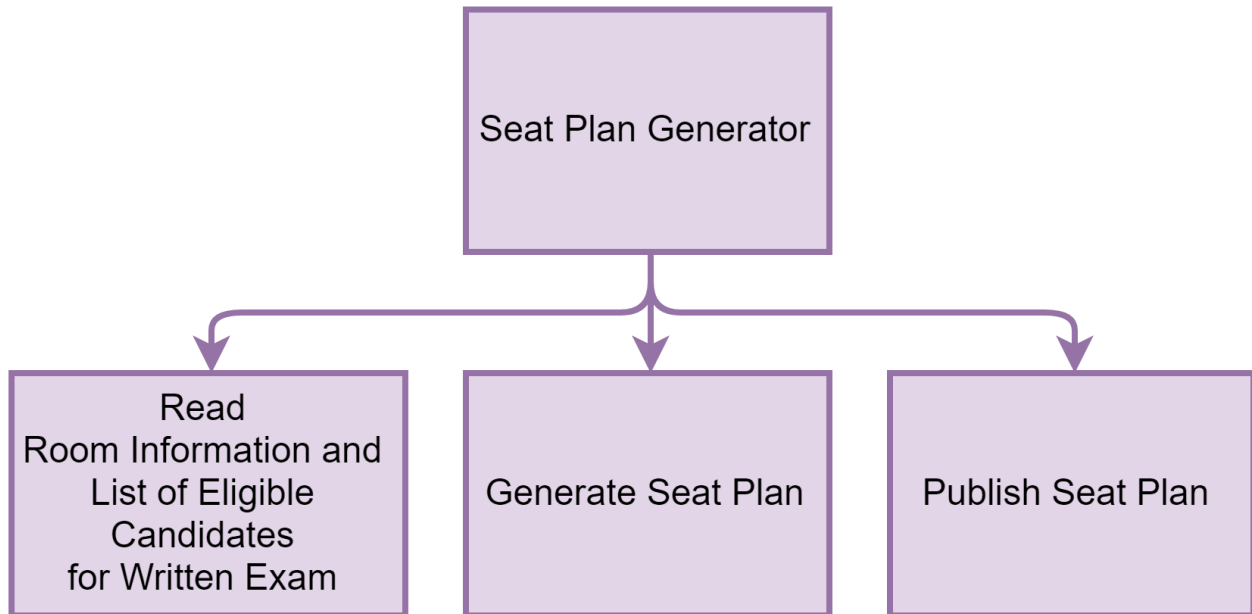 Seat Plan Generator
Read
Room Information and
List of Eligible
Candidates
for Written Exam
Generate Seat Plan
Publish Seat Plan